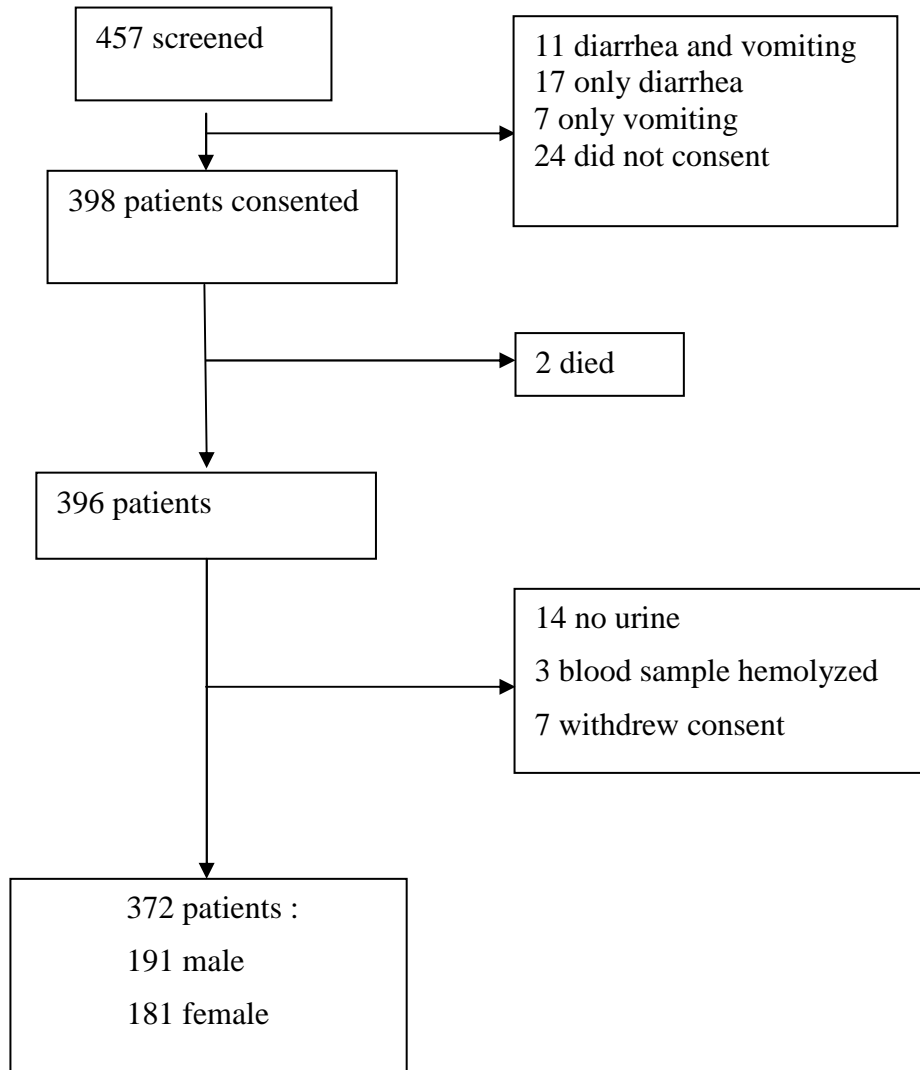 457 screened
11 diarrhea and vomiting
17 only diarrhea
7 only vomiting
24 did not consent
398 patients consented
2 died
396 patients
14 no urine
3 blood sample hemolyzed
7 withdrew consent
372 patients :
191 male
181 female